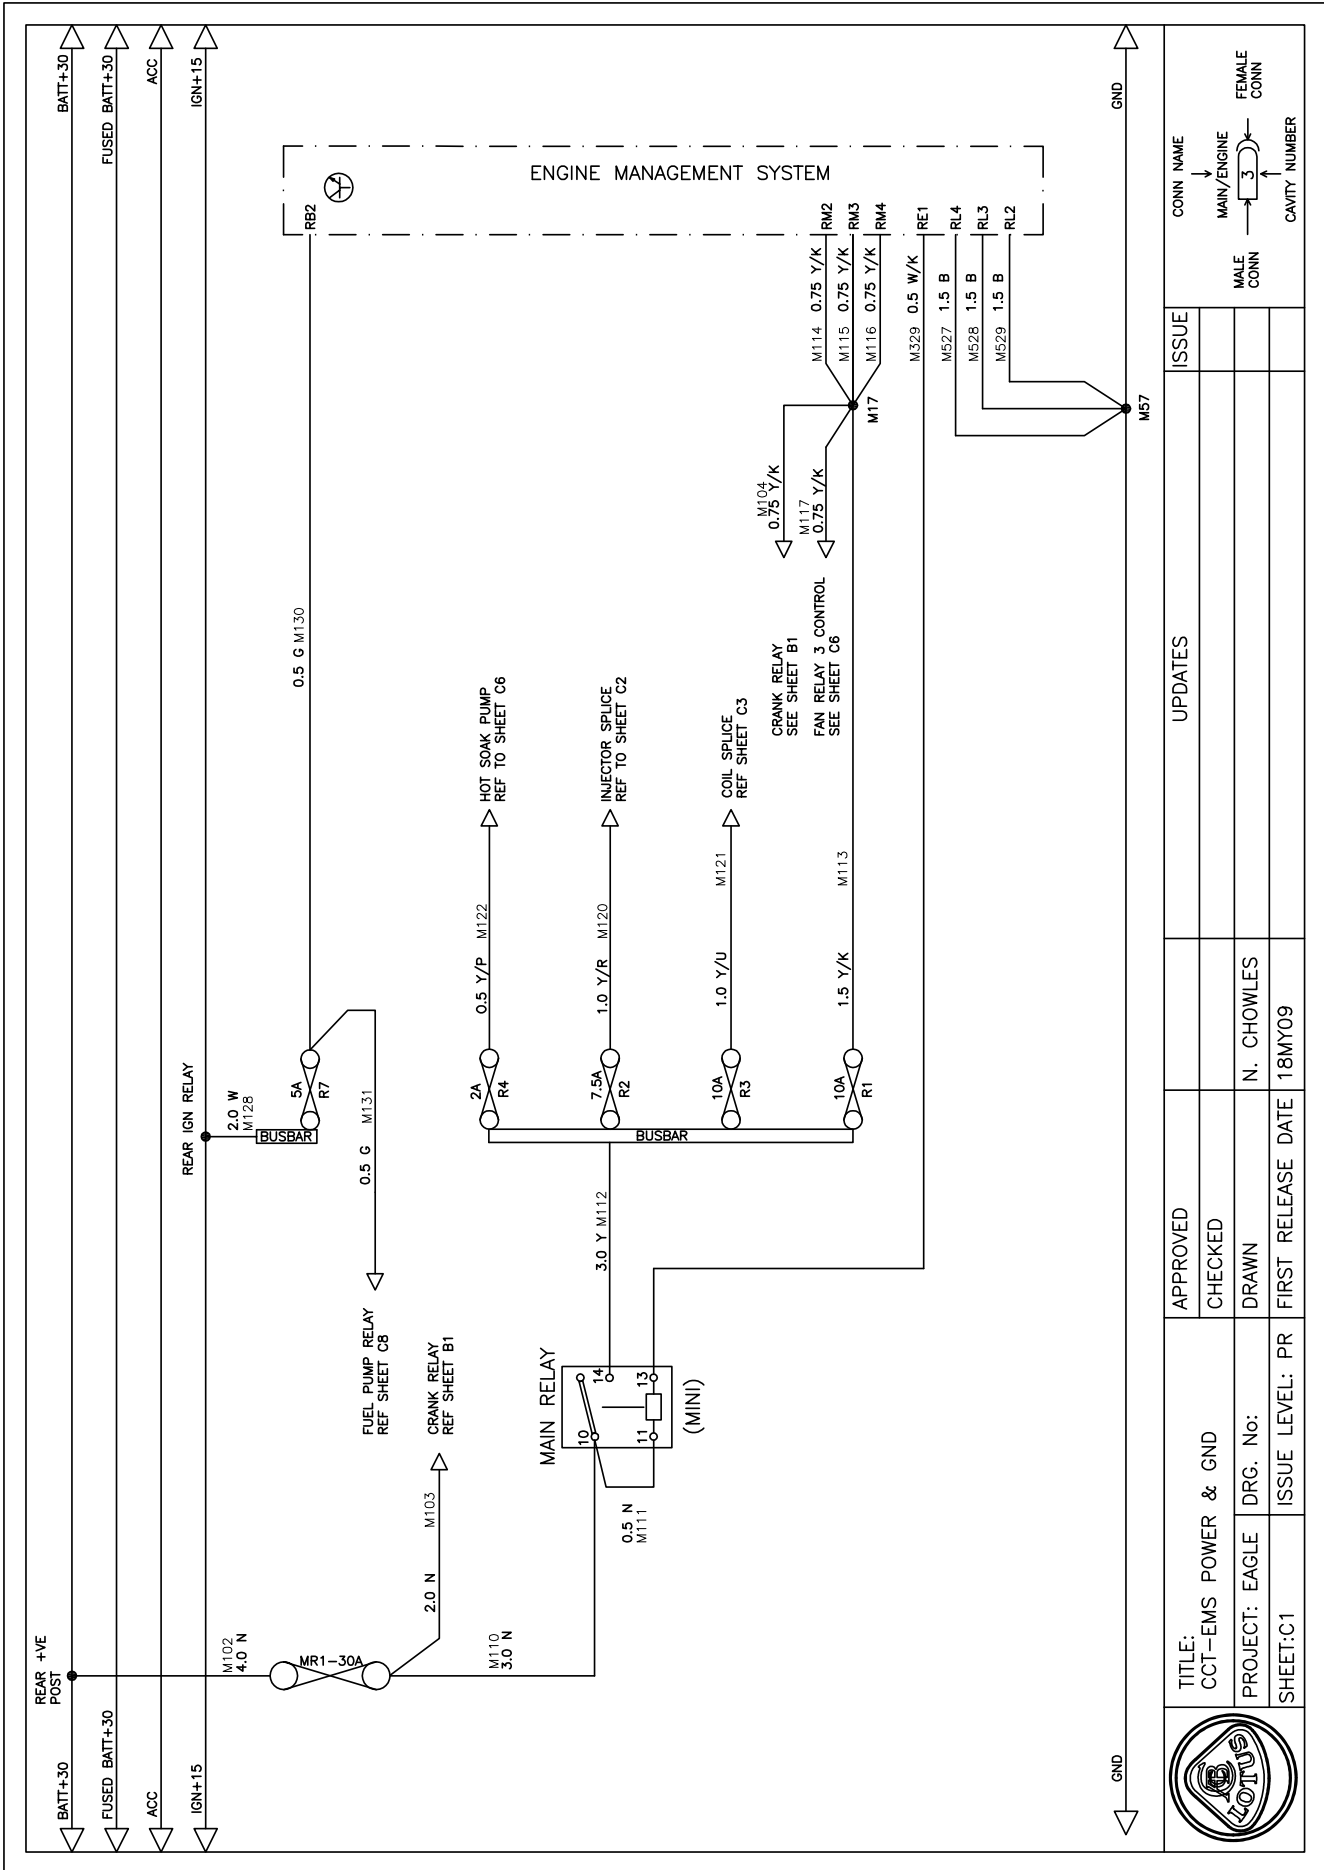 BATT+30
REAR +VE
POST
BATT+30
FUSED BATT+30
FUSED BATT+30
ACC
ACC
IGN+15
REAR IGN RELAY
IGN+15
M102
4.0 N
MR1-30A
2.0 W
M128
BUSBAR
5A
R7
0.5 G M130
RB2
ENGINE MANAGEMENT SYSTEM
FUEL PUMP RELAY
REF SHEET C8
0.5 G M131
CRANK RELAY
REF SHEET B1
2.0 N M103
M110
3.0 N
HOT SOAK PUMP
REF TO SHEET C6
2A
R4
0.5 Y/P M122
INJECTOR SPLICE
REF TO SHEET C2
7.5A
R2
1.0 Y/R M120
MAIN RELAY
10
14
11
13
(MINI)
3.0 Y M112
BUSBAR
0.5 N
M111
COIL SPLICE
REF SHEET C3
10A
R3
1.0 Y/U M121
10A
R1
1.5 Y/K M113
CRANK RELAY
SEE SHEET B1
M104
0.75 Y/K
FAN RELAY 3 CONTROL
SEE SHEET C6
M117
0.75 Y/K
M17
M114 0.75 Y/K RM2
M115 0.75 Y/K RM3
M116 0.75 Y/K RM4
M329 0.5 W/K RE1
M527 1.5 B RL4
M528 1.5 B RL3
M529 1.5 B RL2
GND
GND
M57
LOTUS
TITLE:
CCT-EMS POWER & GND
PROJECT: EAGLE
DRG. No:
SHEET:C1
ISSUE LEVEL: PR
APPROVED
CHECKED
DRAWN
N. CHOWLES
FIRST RELEASE DATE
18MY09
UPDATES
ISSUE
CONN NAME
MAIN/ENGINE
MALE
CONN
3
FEMALE
CONN
CAVITY NUMBER